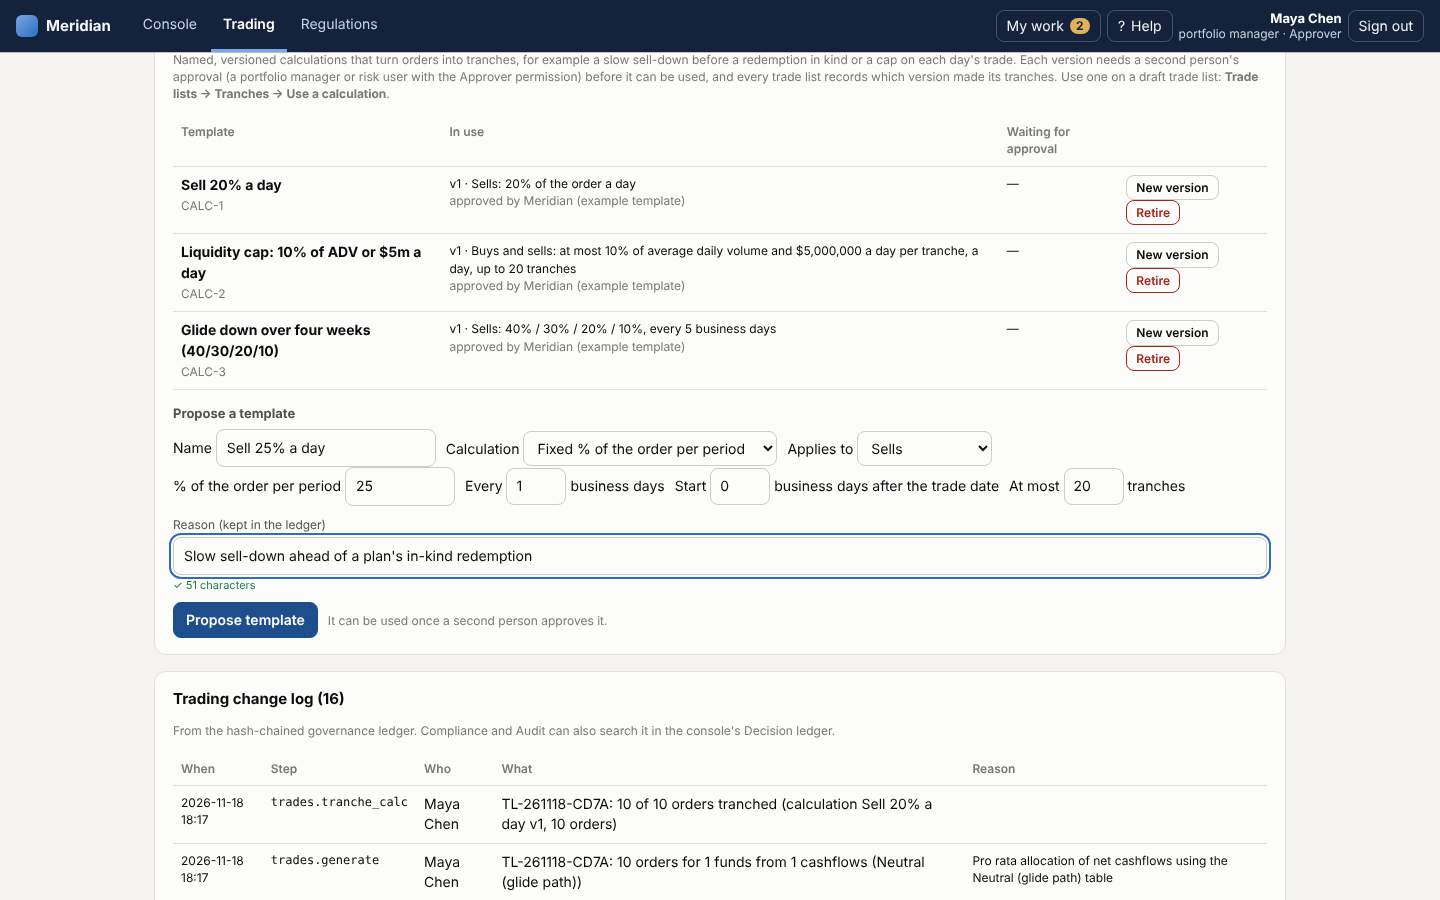 Meridian
Console
Trading
Regulations
My work 2
? Help
Maya Chen
portfolio manager · Approver
Sign out
Named, versioned calculations that turn orders into tranches, for example a slow sell-down before a redemption in kind or a cap on each day's trade. Each version needs a second person's
approval (a portfolio manager or risk user with the Approver permission) before it can be used, and every trade list records which version made its tranches. Use one on a draft trade list: Trade
lists → Tranches → Use a calculation.
Template
In use
Waiting for
approval
Sell 20% a day
CALC-1
v1 · Sells: 20% of the order a day
approved by Meridian (example template)
—
New version
Retire
Liquidity cap: 10% of ADV or $5m a
day
CALC-2
v1 · Buys and sells: at most 10% of average daily volume and $5,000,000 a day per tranche, a
day, up to 20 tranches
approved by Meridian (example template)
—
New version
Retire
Glide down over four weeks
(40/30/20/10)
CALC-3
v1 · Sells: 40% / 30% / 20% / 10%, every 5 business days
approved by Meridian (example template)
—
New version
Retire
Propose a template
Name Sell 25% a day Calculation Fixed % of the order per period Applies to Sells
% of the order per period 25 Every 1 business days Start 0 business days after the trade date At most 20 tranches
Reason (kept in the ledger)
Slow sell-down ahead of a plan's in-kind redemption
✓ 51 characters
Propose template It can be used once a second person approves it.
Trading change log (16)
From the hash-chained governance ledger. Compliance and Audit can also search it in the console's Decision ledger.
When
Step
Who
What
Reason
2026-11-18
18:17
trades.tranche_calc
Maya
Chen
TL-261118-CD7A: 10 of 10 orders tranched (calculation Sell 20% a
day v1, 10 orders)
2026-11-18
18:17
trades.generate
Maya
Chen
TL-261118-CD7A: 10 orders for 1 funds from 1 cashflows (Neutral
(glide path))
Pro rata allocation of net cashflows using the
Neutral (glide path) table